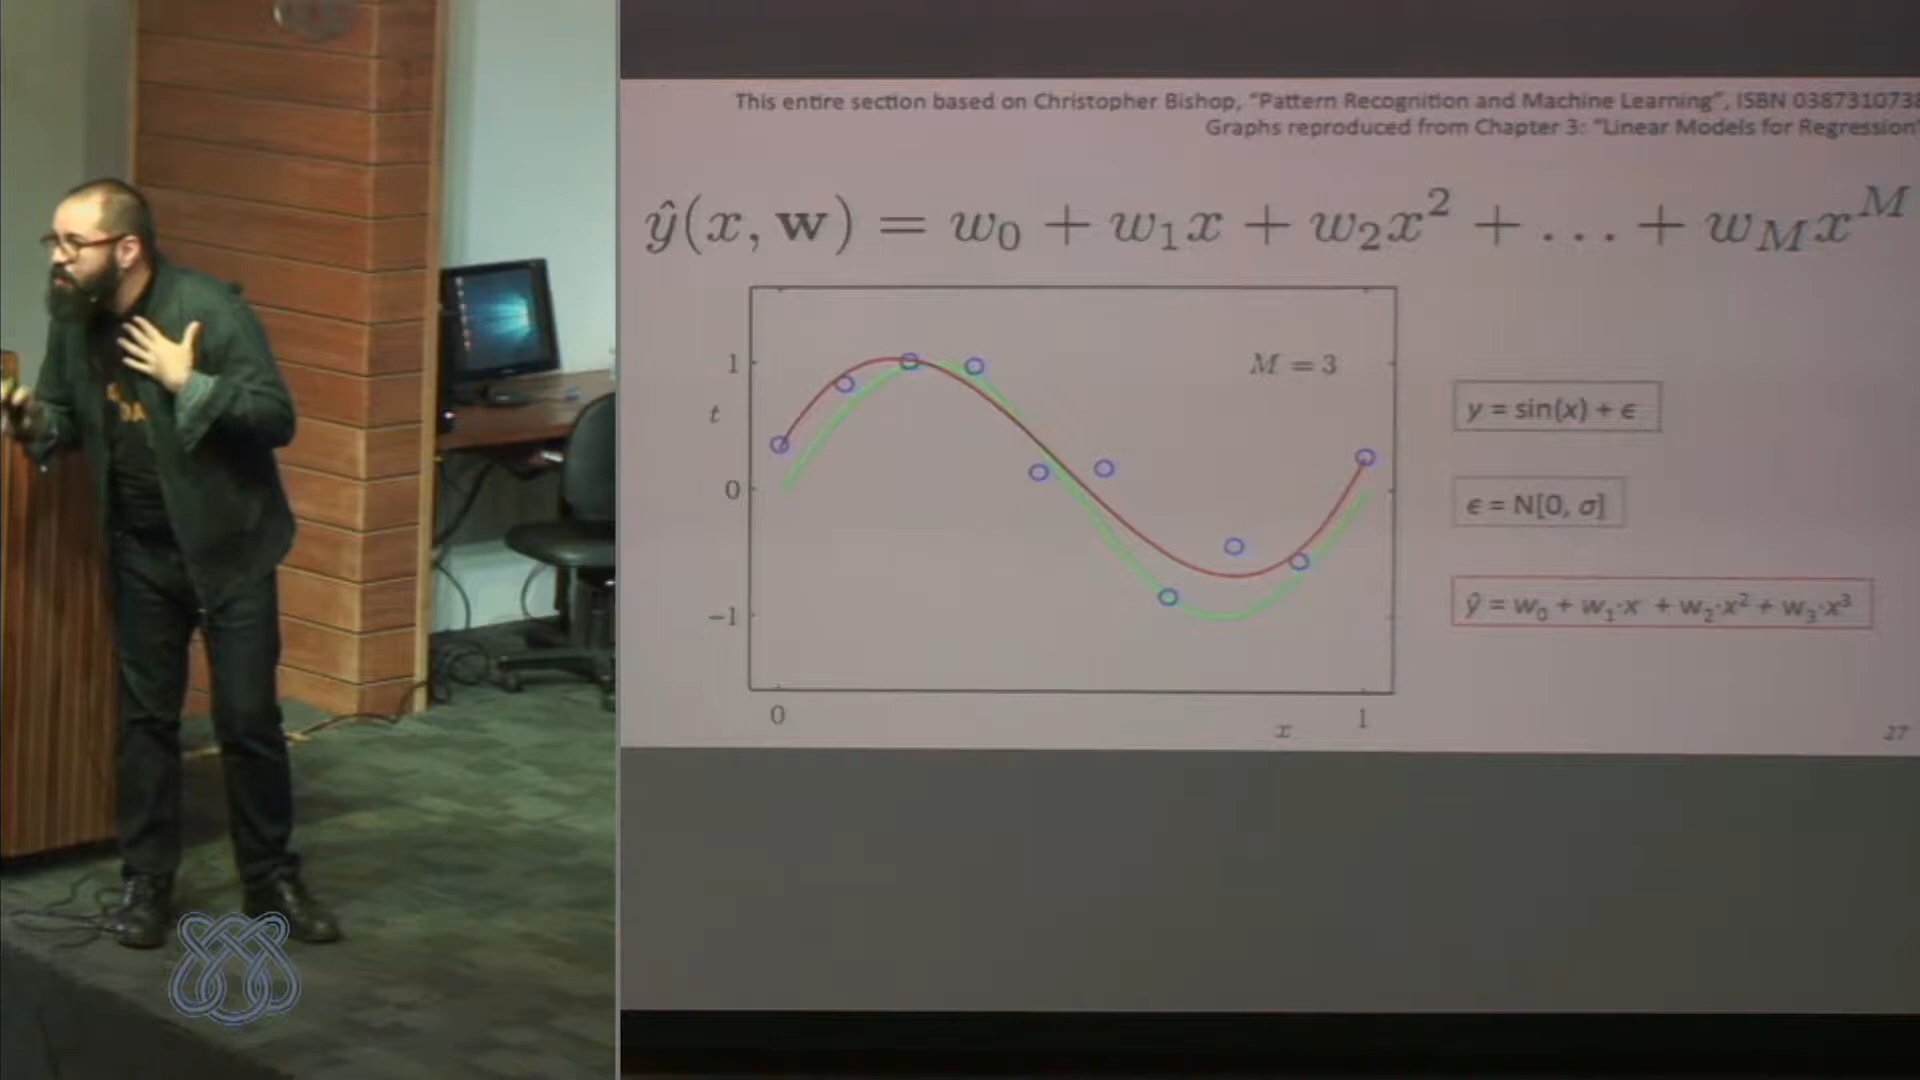 This entire section based on Christopher Bishop, “Pattern Recognition and Machine Learning”, ISBN 038731073
Graphs reproduced from Chapter 3: “Linear Models for Regression”
ŷ(x, w) = w₀ + w₁x + w₂x² + . . . + w_M x^M
M = 3
1
t
0
−1
0
x
1
y = sin(x) + ϵ
ϵ = N[0, σ]
ŷ = w₀ + w₁·x + w₂·x² + w₃·x³
27